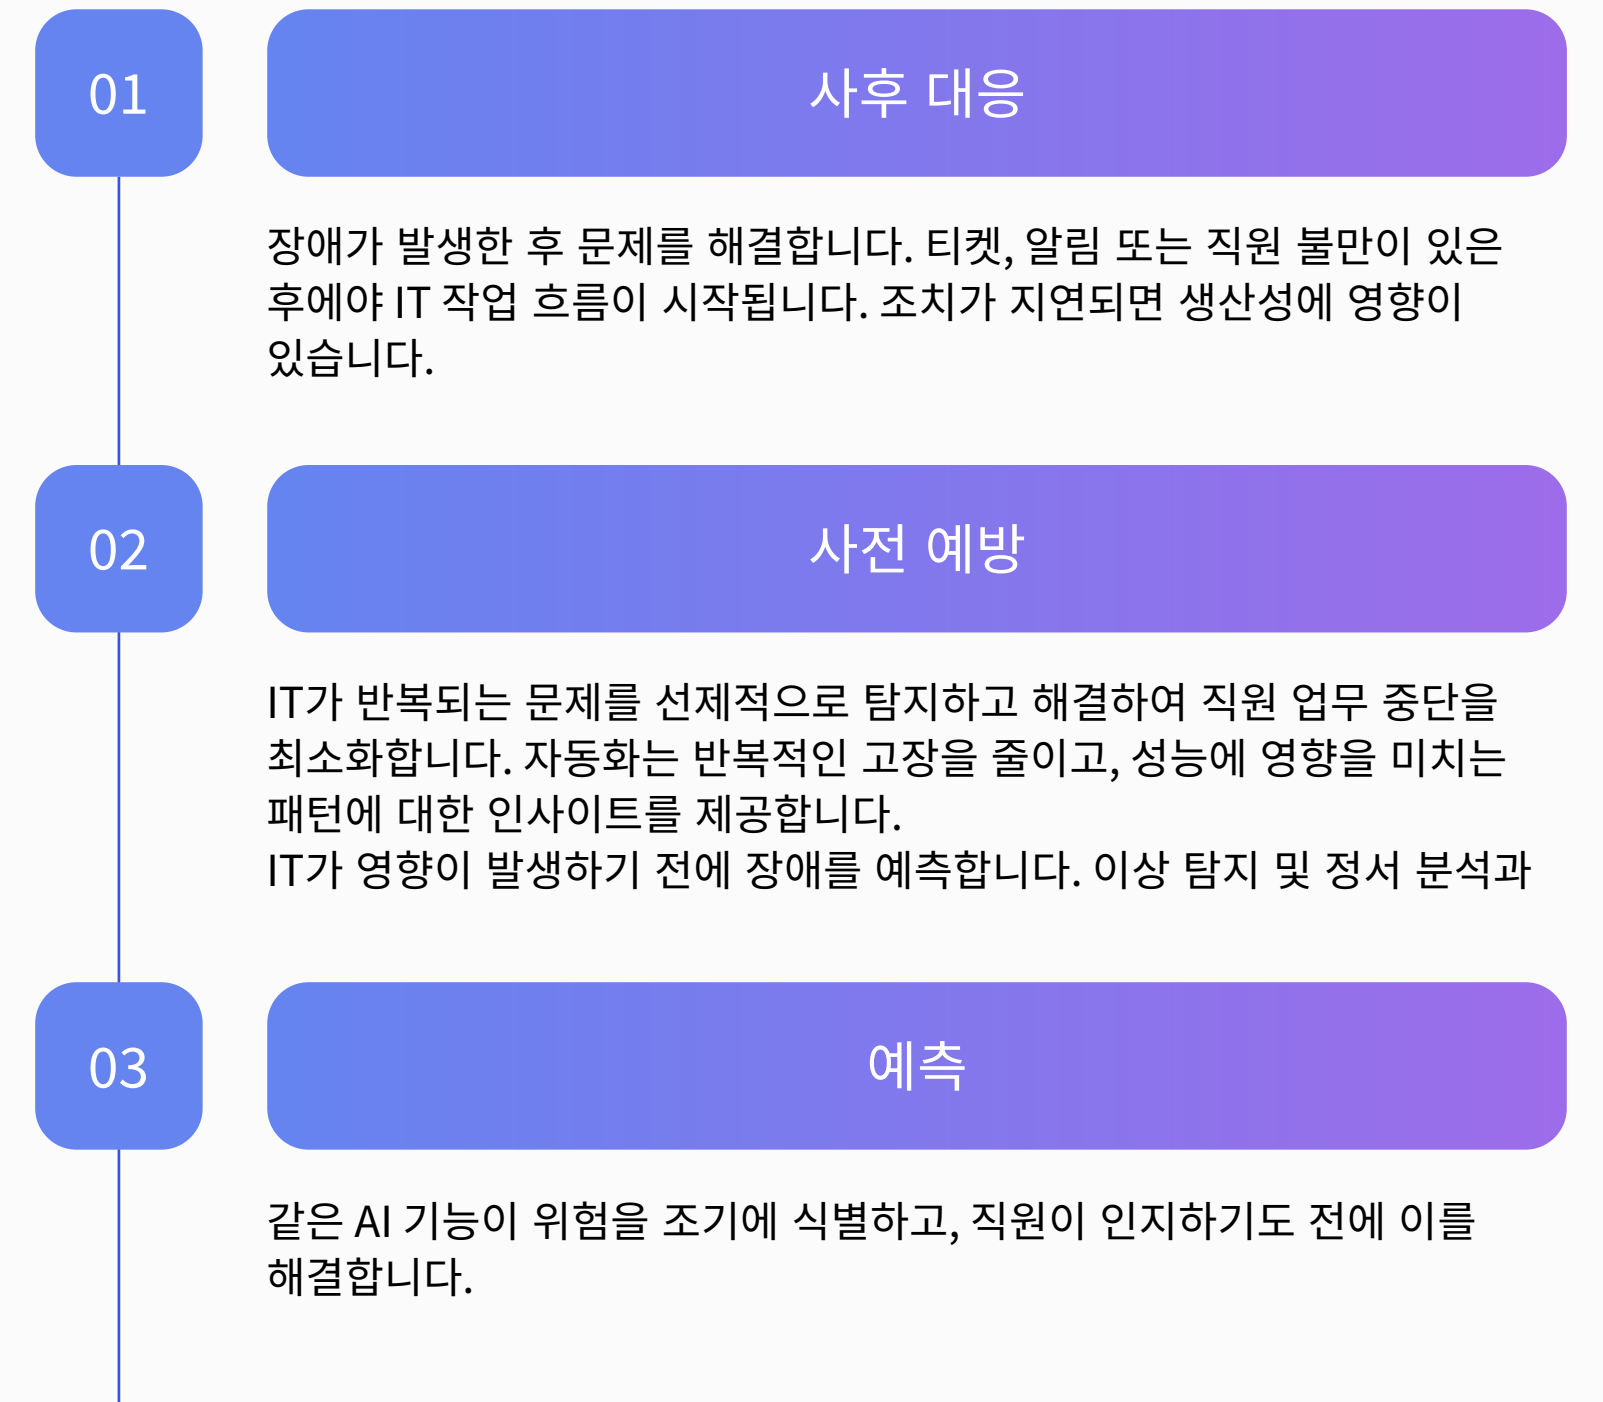 01
사후 대응
장애가 발생한 후 문제를 해결합니다. 티켓, 알림 또는 직원 불만이 있은
후에야 IT 작업 흐름이 시작됩니다. 조치가 지연되면 생산성에 영향이
있습니다.
02
사전 예방
IT가 반복되는 문제를 선제적으로 탐지하고 해결하여 직원 업무 중단을
최소화합니다. 자동화는 반복적인 고장을 줄이고, 성능에 영향을 미치는
패턴에 대한 인사이트를 제공합니다.
IT가 영향이 발생하기 전에 장애를 예측합니다. 이상 탐지 및 정서 분석과
03
예측
같은 AI 기능이 위험을 조기에 식별하고, 직원이 인지하기도 전에 이를
해결합니다.